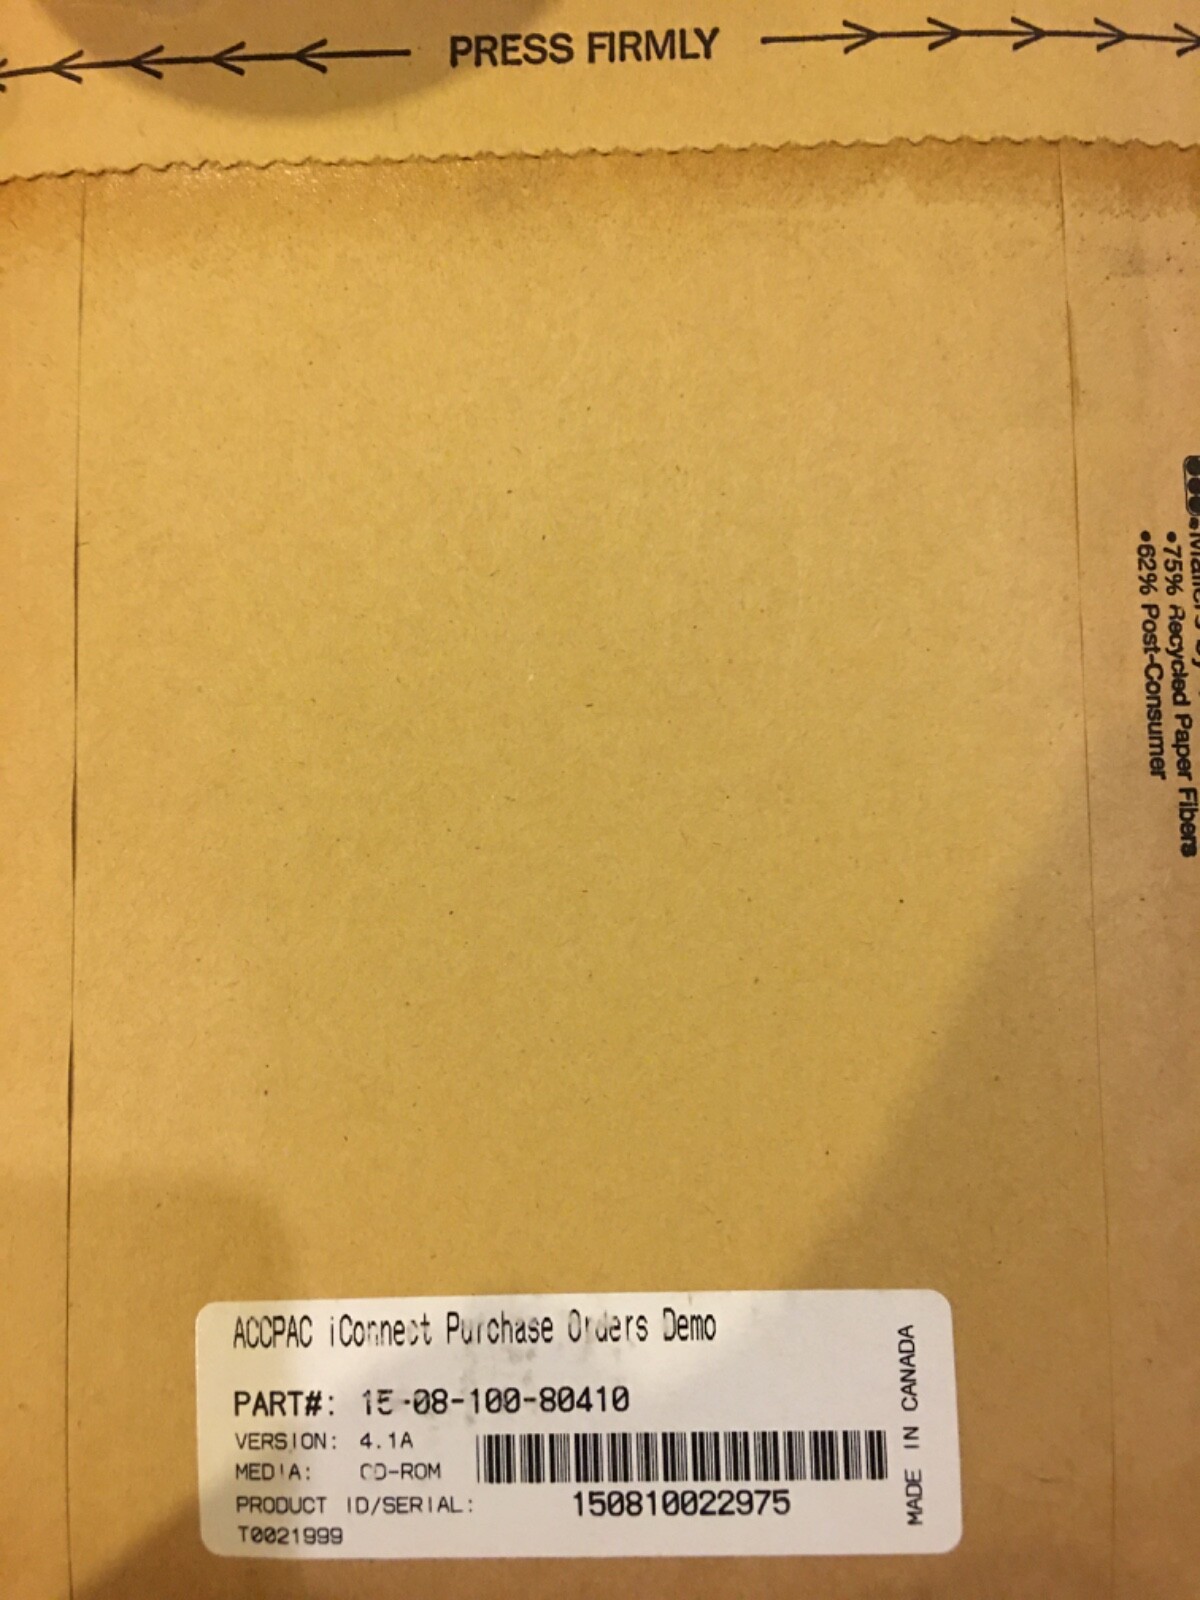 PRESS FIRMLY
•75% Recycled Paper Fibers
•62% Post-Consumer
ACCPAC iConnect Purchase Orders Demo
PART#: 15-08-100-80410
VERSION: 4.1A
MEDIA: CD-ROM
PRODUCT ID/SERIAL: 150810022975
T0021999
MADE IN CANADA